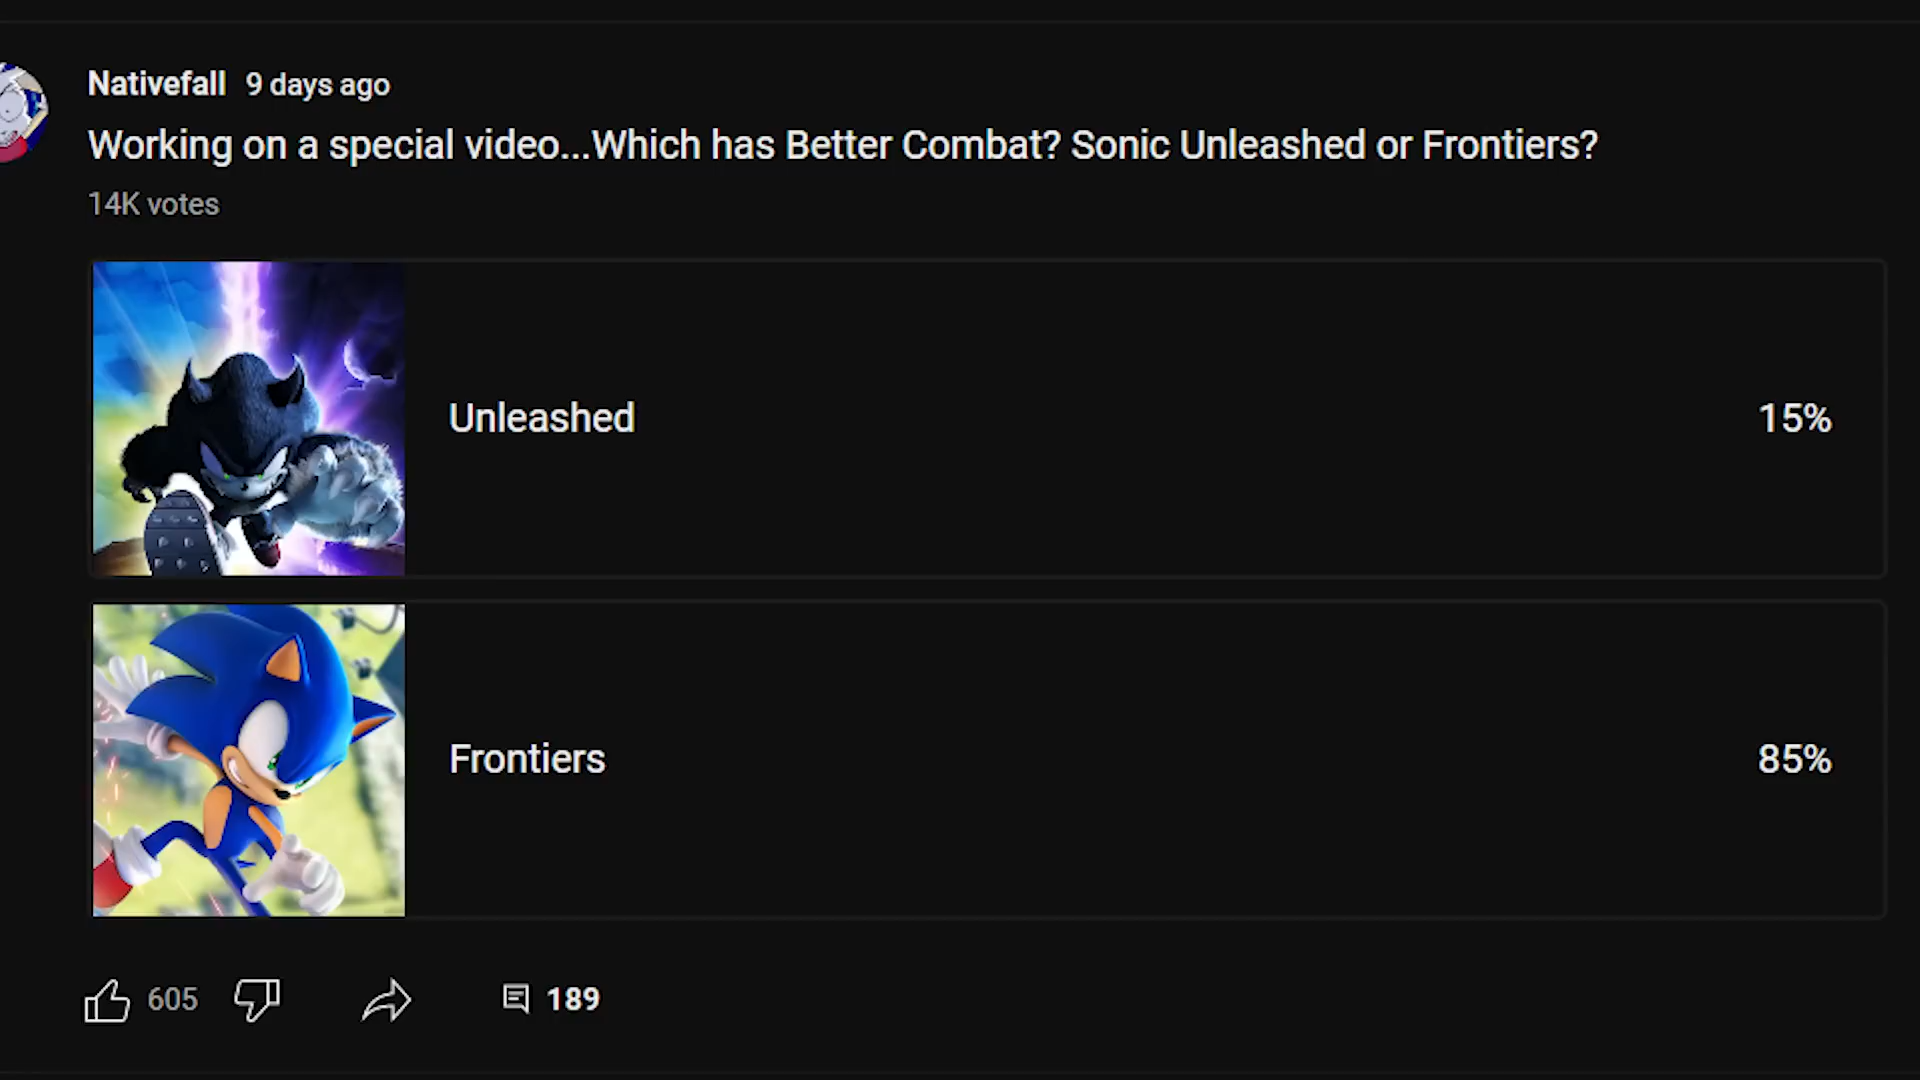 Nativefall 9 days ago
Working on a special video...Which has Better Combat? Sonic Unleashed or Frontiers?
14K votes
Unleashed 15%
Frontiers 85%
605 189